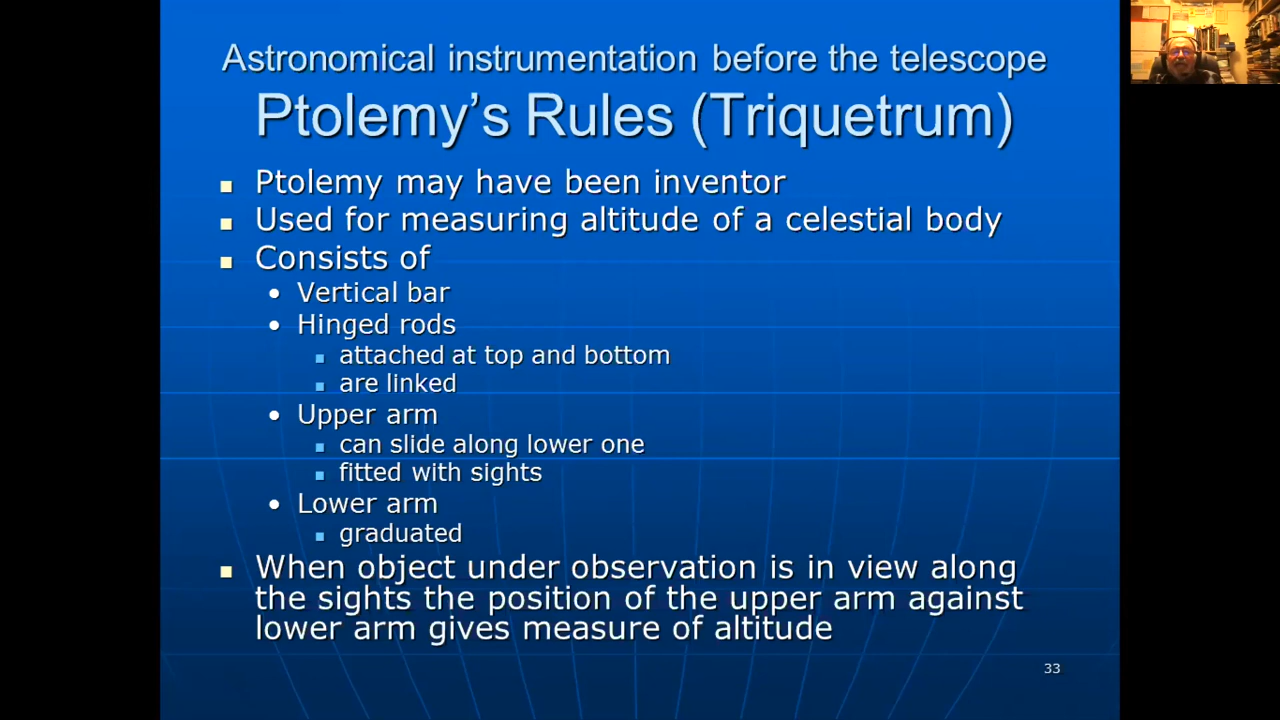 Astronomical instrumentation before the telescope
Ptolemy's Rules (Triquetrum)
Ptolemy may have been inventor
Used for measuring altitude of a celestial body
Consists of
Vertical bar
Hinged rods
attached at top and bottom
are linked
Upper arm
can slide along lower one
fitted with sights
Lower arm
graduated
When object under observation is in view along
the sights the position of the upper arm against
lower arm gives measure of altitude
33